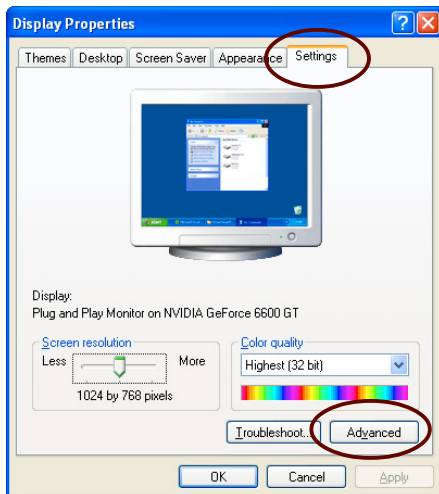 Display Properties
Themes Desktop Screen Saver Appearance Settings
Display:
Plug and Play Monitor on NVIDIA GeForce 6600 GT
Screen resolution
Less More
1024 by 768 pixels
Color quality
Highest (32 bit)
Troubleshoot... Advanced
OK Cancel Apply